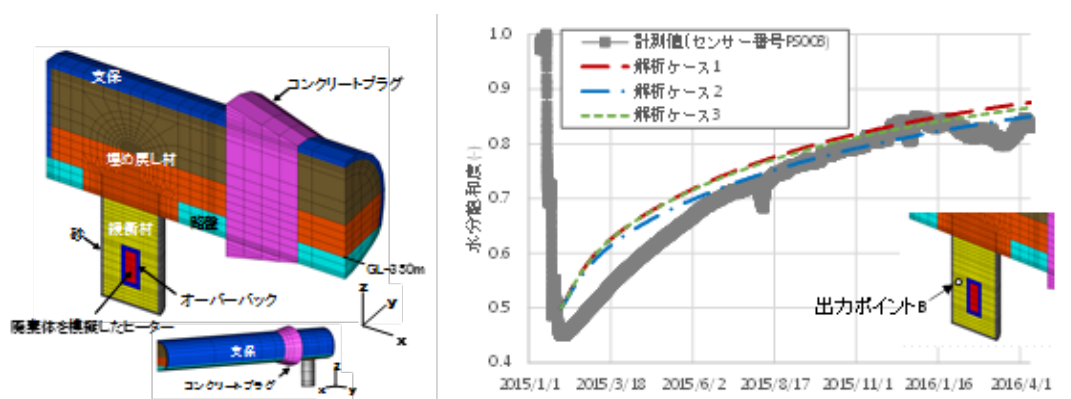 支保
コンクリートプラグ
埋め戻し材
踏盤
緩衝材
砂
GL-350m
オーバーパック
廃棄体を模擬したヒーター
z
y
x
支保
コンクリートプラグ
z
x
y
水分飽和度(-)
1.0
0.9
0.8
0.7
0.6
0.5
0.4
計測値(センサー番号PS008)
解析ケース1
解析ケース2
解析ケース3
出力ポイントB
2015/1/1
2015/3/18
2015/6/2
2015/8/17
2015/11/1
2016/1/16
2016/4/1